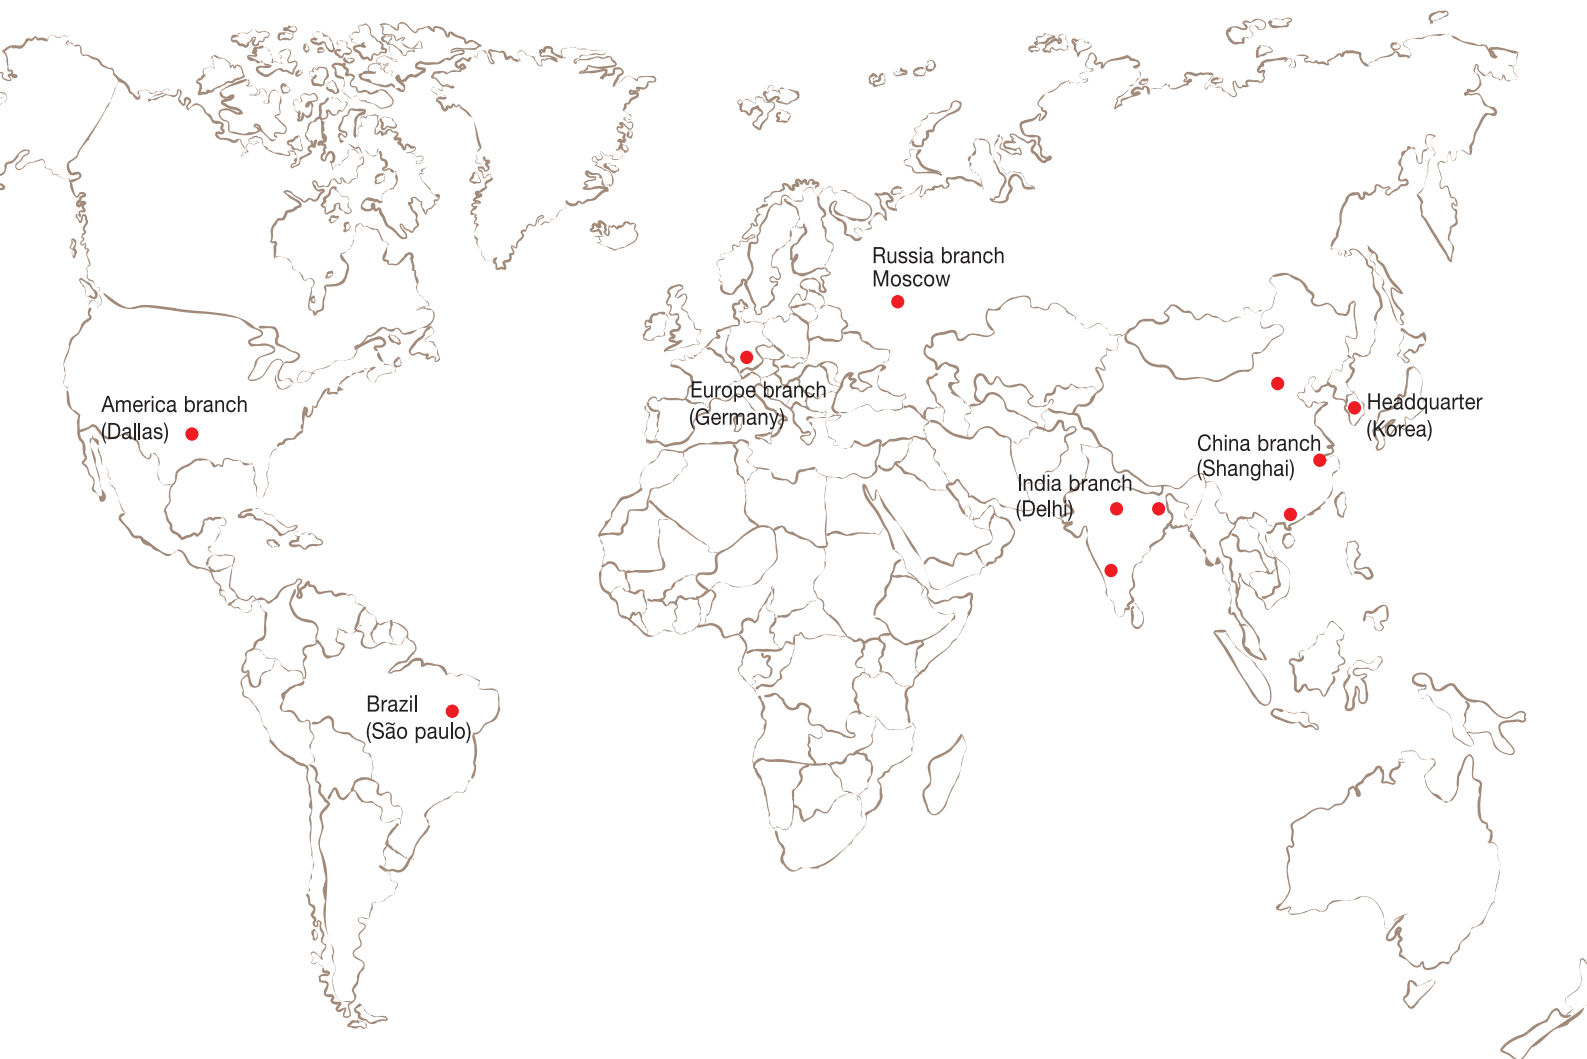 Russia branch
Moscow
Europe branch
(Germany)
America branch
(Dallas)
Headquarter
(Korea)
China branch
(Shanghai)
India branch
(Delhi)
Brazil
(São paulo)